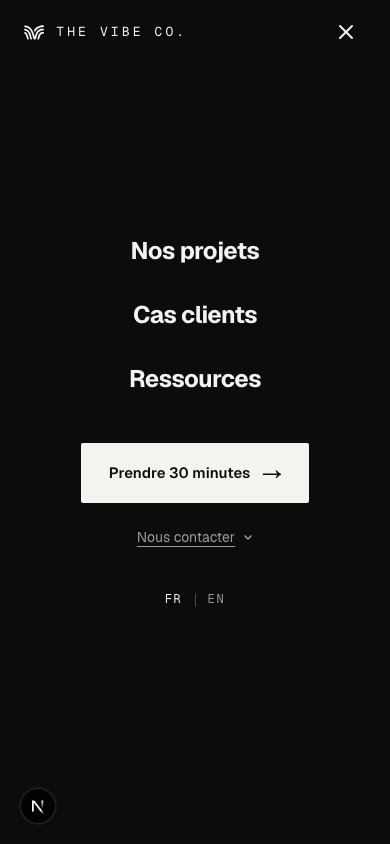 THE VIBE CO.
Nos projets
Cas clients
Ressources
Prendre 30 minutes →
Nous contacter
FR | EN
N